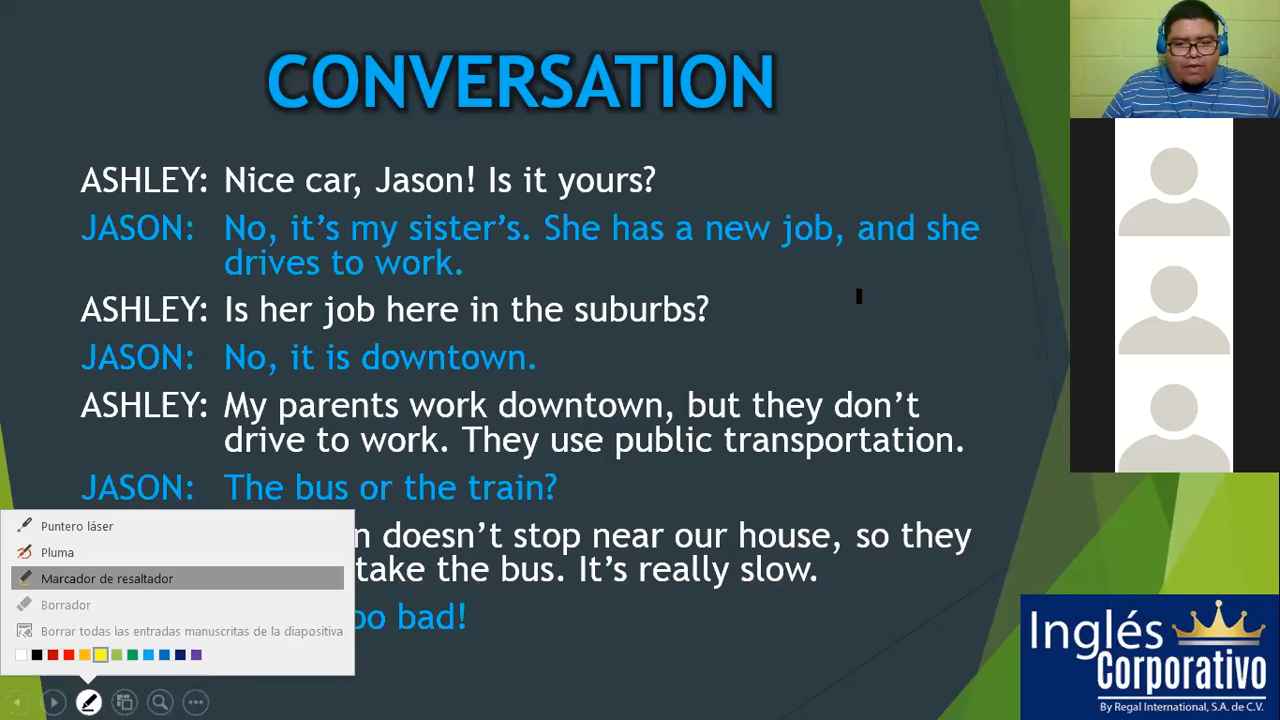 CONVERSATION
ASHLEY: Nice car, Jason! Is it yours?
JASON: No, it's my sister's. She has a new job, and she
drives to work.
ASHLEY: Is her job here in the suburbs?
JASON: No, it is downtown.
ASHLEY: My parents work downtown, but they don't
drive to work. They use public transportation.
JASON: The bus or the train?
doesn't stop near our house, so they
take the bus. It's really slow.
bad!
Puntero láser
Pluma
Marcador de resaltador
Borrador
Borrar todas las entradas manuscritas de la diapositiva
Inglés
Corporativo
By Regal International, S.A. de C.V.